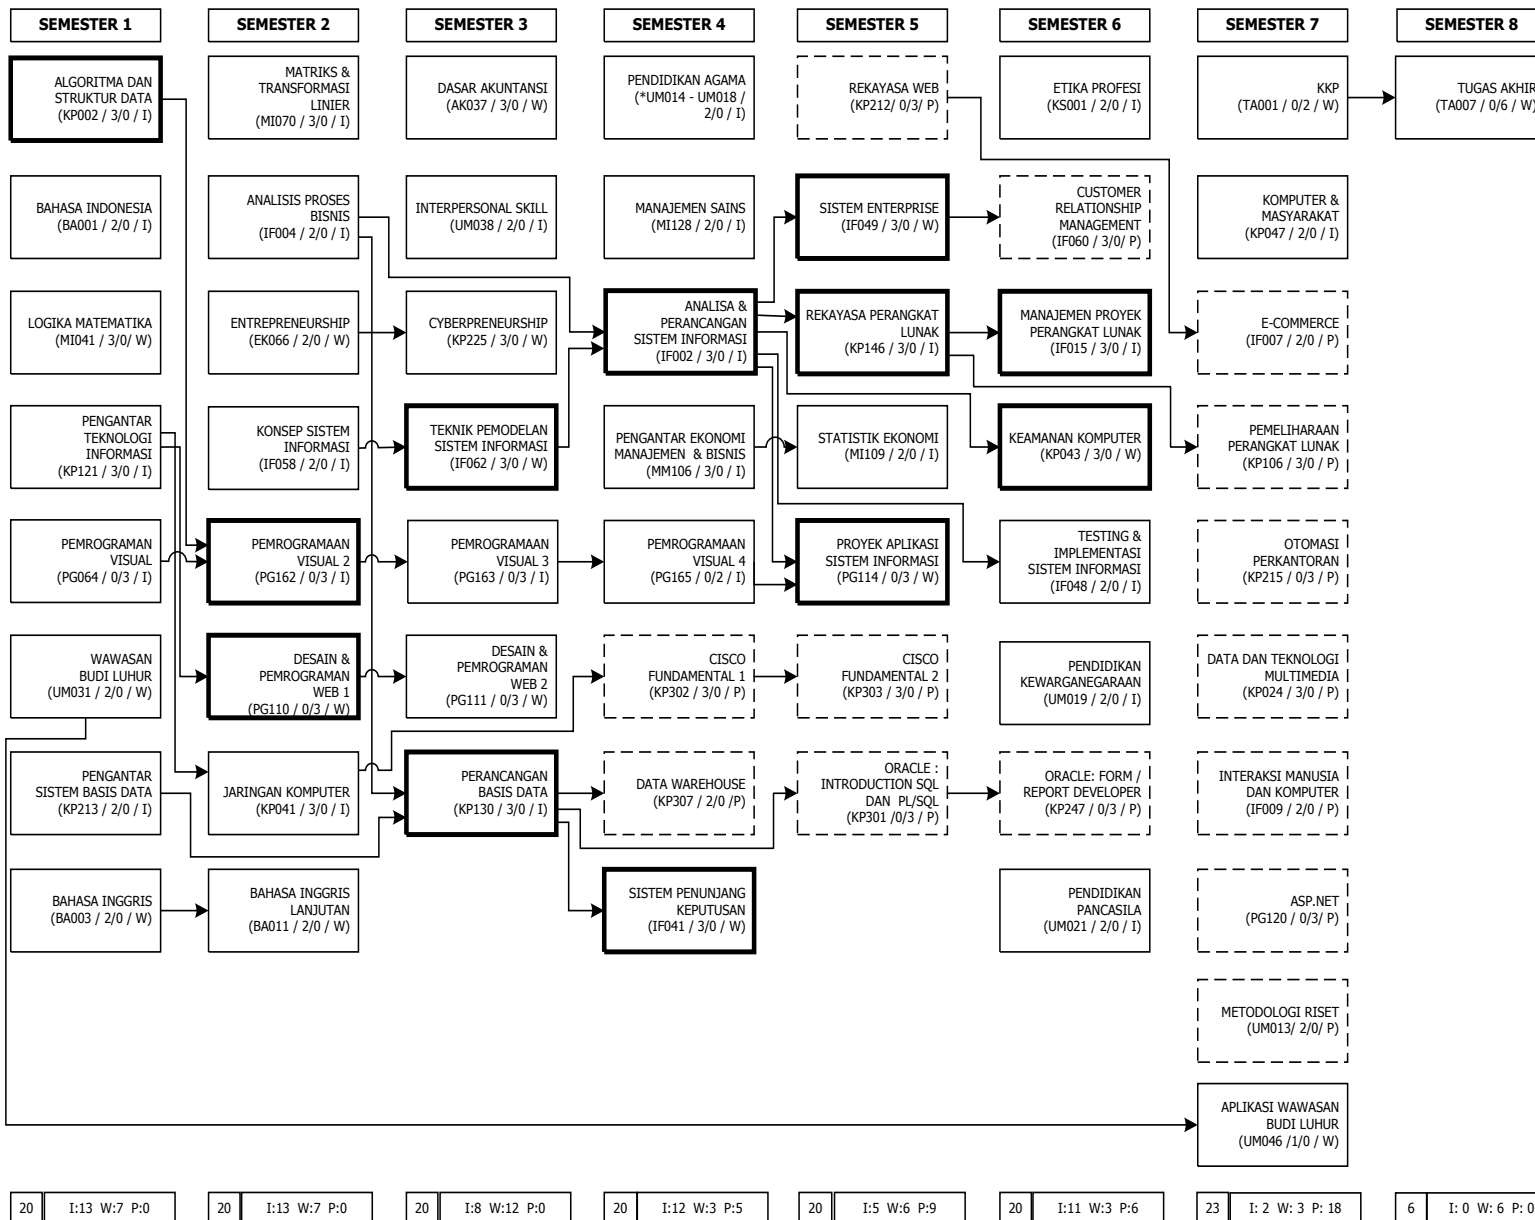 SEMESTER 1
SEMESTER 2
SEMESTER 3
SEMESTER 4
SEMESTER 5
SEMESTER 6
SEMESTER 7
SEMESTER 8
ALGORITMA DAN
STRUKTUR DATA
(KP002 / 3/0 / I)
MATRIKS &
TRANSFORMASI
LINIER
(MI070 / 3/0 / I)
DASAR AKUNTANSI
(AK037 / 3/0 / W)
PENDIDIKAN AGAMA
(*UM014 - UM018 /
2/0 / I)
REKAYASA WEB
(KP212/ 0/3/ P)
ETIKA PROFESI
(KS001 / 2/0 / I)
KKP
(TA001 / 0/2 / W)
TUGAS AKHIR
(TA007 / 0/6 / W)
BAHASA INDONESIA
(BA001 / 2/0 / I)
ANALISIS PROSES
BISNIS
(IF004 / 2/0 / I)
INTERPERSONAL SKILL
(UM038 / 2/0 / I)
MANAJEMEN SAINS
(MI128 / 2/0 / I)
SISTEM ENTERPRISE
(IF049 / 3/0 / W)
CUSTOMER
RELATIONSHIP
MANAGEMENT
(IF060 / 3/0/ P)
KOMPUTER &
MASYARAKAT
(KP047 / 2/0 / I)
LOGIKA MATEMATIKA
(MI041 / 3/0/ W)
ENTREPRENEURSHIP
(EK066 / 2/0 / W)
CYBERPRENEURSHIP
(KP225 / 3/0 / W)
ANALISA &
PERANCANGAN
SISTEM INFORMASI
(IF002 / 3/0 / I)
REKAYASA PERANGKAT
LUNAK
(KP146 / 3/0 / I)
MANAJEMEN PROYEK
PERANGKAT LUNAK
(IF015 / 3/0 / I)
E-COMMERCE
(IF007 / 2/0 / P)
PENGANTAR
TEKNOLOGI
INFORMASI
(KP121 / 3/0 / I)
KONSEP SISTEM
INFORMASI
(IF058 / 2/0 / I)
TEKNIK PEMODELAN
SISTEM INFORMASI
(IF062 / 3/0 / W)
PENGANTAR EKONOMI
MANAJEMEN & BISNIS
(MM106 / 3/0 / I)
STATISTIK EKONOMI
(MI109 / 2/0 / I)
KEAMANAN KOMPUTER
(KP043 / 3/0 / W)
PEMELIHARAAN
PERANGKAT LUNAK
(KP106 / 3/0 / P)
PEMROGRAMAN
VISUAL
(PG064 / 0/3 / I)
PEMROGRAMAAN
VISUAL 2
(PG162 / 0/3 / I)
PEMROGRAMAAN
VISUAL 3
(PG163 / 0/3 / I)
PEMROGRAMAAN
VISUAL 4
(PG165 / 0/2 / I)
PROYEK APLIKASI
SISTEM INFORMASI
(PG114 / 0/3 / W)
TESTING &
IMPLEMENTASI
SISTEM INFORMASI
(IF048 / 2/0 / I)
OTOMASI
PERKANTORAN
(KP215 / 0/3 / P)
WAWASAN
BUDI LUHUR
(UM031 / 2/0 / W)
DESAIN &
PEMROGRAMAN
WEB 1
(PG110 / 0/3 / W)
DESAIN &
PEMROGRAMAN
WEB 2
(PG111 / 0/3 / W)
CISCO
FUNDAMENTAL 1
(KP302 / 3/0 / P)
CISCO
FUNDAMENTAL 2
(KP303 / 3/0 / P)
PENDIDIKAN
KEWARGANEGARAAN
(UM019 / 2/0 / I)
DATA DAN TEKNOLOGI
MULTIMEDIA
(KP024 / 3/0 / P)
PENGANTAR
SISTEM BASIS DATA
(KP213 / 2/0 / I)
JARINGAN KOMPUTER
(KP041 / 3/0 / I)
PERANCANGAN
BASIS DATA
(KP130 / 3/0 / I)
DATA WAREHOUSE
(KP307 / 2/0 /P)
ORACLE :
INTRODUCTION SQL
DAN PL/SQL
(KP301 /0/3 / P)
ORACLE: FORM /
REPORT DEVELOPER
(KP247 / 0/3 / P)
INTERAKSI MANUSIA
DAN KOMPUTER
(IF009 / 2/0 / P)
BAHASA INGGRIS
(BA003 / 2/0 / W)
BAHASA INGGRIS
LANJUTAN
(BA011 / 2/0 / W)
SISTEM PENUNJANG
KEPUTUSAN
(IF041 / 3/0 / W)
PENDIDIKAN
PANCASILA
(UM021 / 2/0 / I)
ASP.NET
(PG120 / 0/3/ P)
METODOLOGI RISET
(UM013/ 2/0/ P)
APLIKASI WAWASAN
BUDI LUHUR
(UM046 /1/0 / W)
20 I:13 W:7 P:0
20 I:13 W:7 P:0
20 I:8 W:12 P:0
20 I:12 W:3 P:5
20 I:5 W:6 P:9
20 I:11 W:3 P:6
23 I: 2 W: 3 P: 18
6 I: 0 W: 6 P: 0